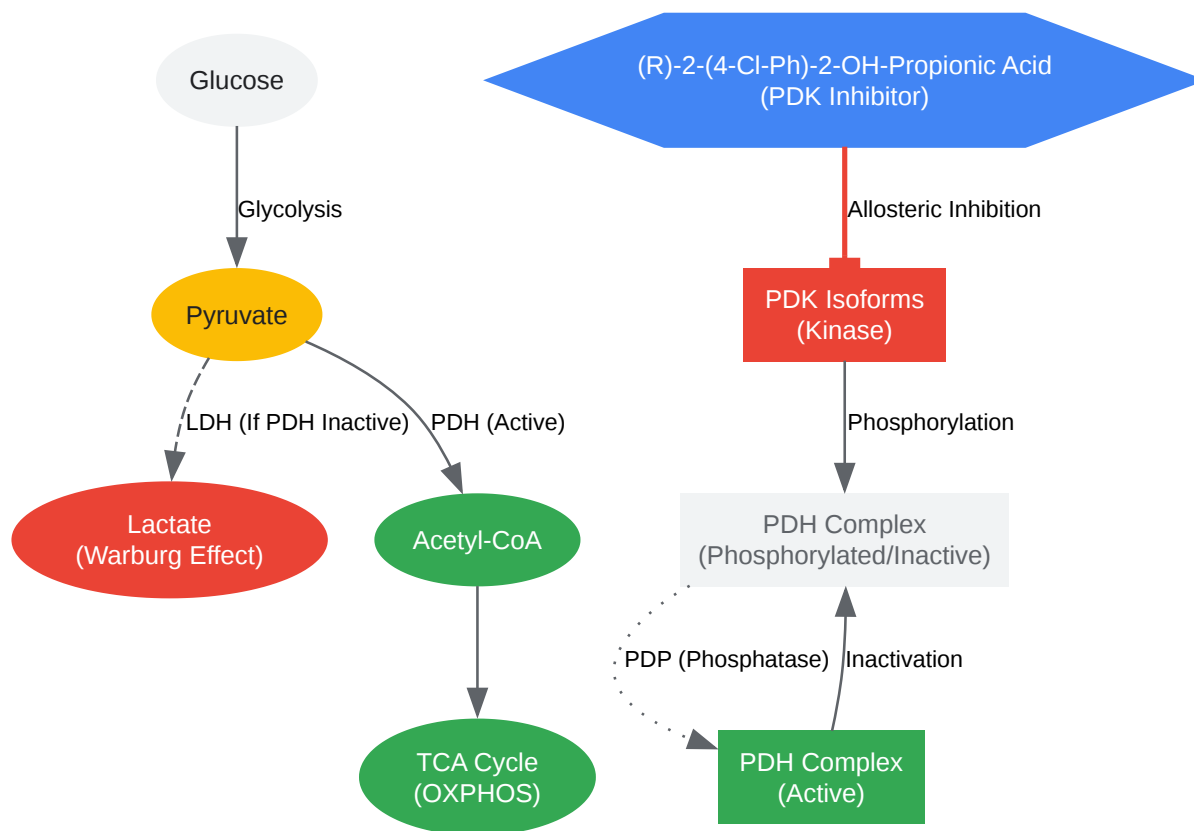 Glucose
(R)-2-(4-Cl-Ph)-2-OH-Propionic Acid
(PDK Inhibitor)
Glycolysis
Allosteric Inhibition
Pyruvate
PDK Isoforms
(Kinase)
LDH (If PDH Inactive)
PDH (Active)
Phosphorylation
Lactate
(Warburg Effect)
Acetyl-CoA
PDH Complex
(Phosphorylated/Inactive)
PDP (Phosphatase)
Inactivation
TCA Cycle
(OXPHOS)
PDH Complex
(Active)